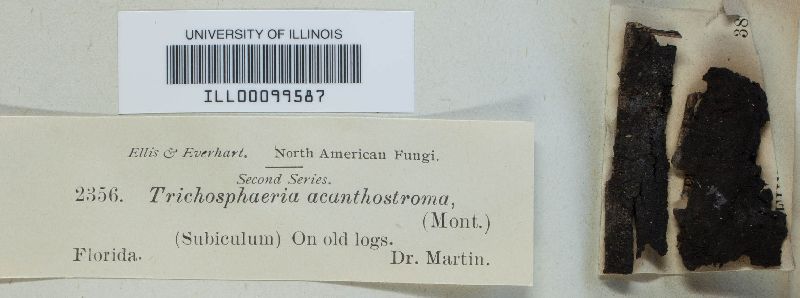 UNIVERSITY OF ILLINOIS
ILL00099587
Ellis & Everhart. North American Fungi.
Second Series.
2356. Trichosphaeria acanthostroma,
(Mont.)
(Subiculum) On old logs.
Florida. Dr. Martin.
38